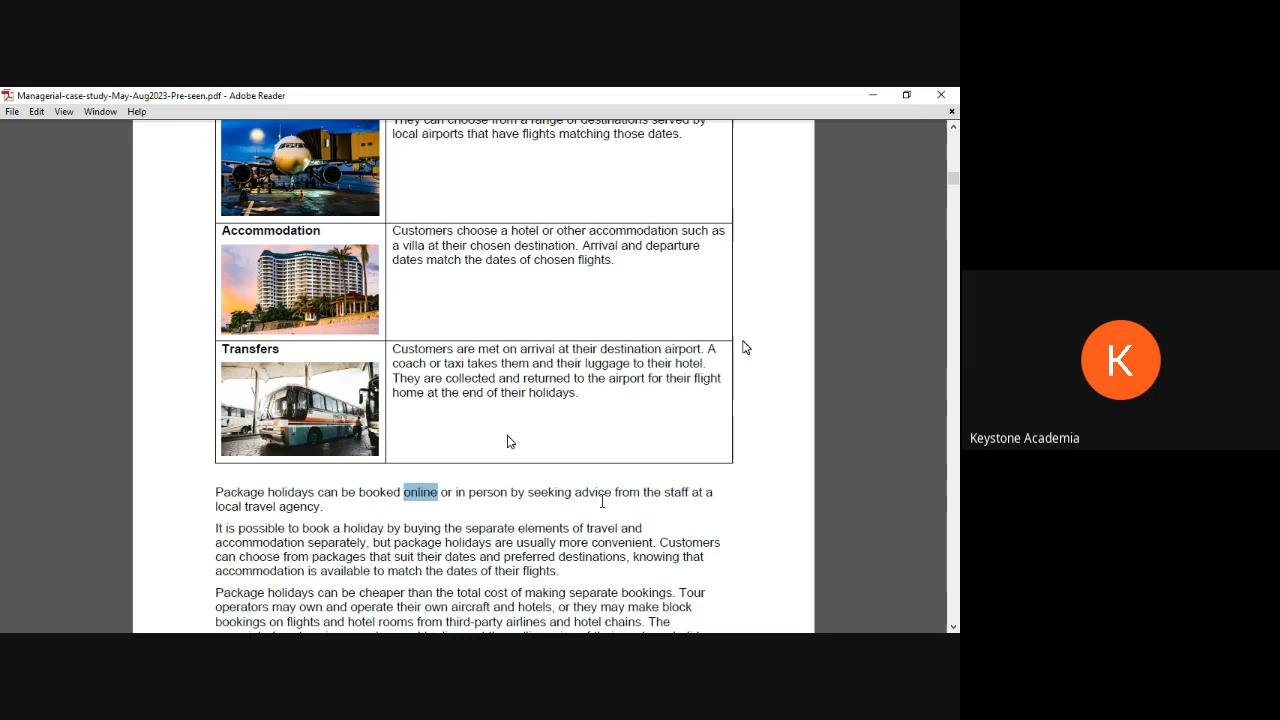 Managerial-case-study-May-Aug2023-Pre-seen.pdf - Adobe Reader
File Edit View Window Help
They can choose from a range of destinations served by
local airports that have flights matching those dates.
Accommodation
Customers choose a hotel or other accommodation such as
a villa at their chosen destination. Arrival and departure
dates match the dates of chosen flights.
Transfers
Customers are met on arrival at their destination airport. A
coach or taxi takes them and their luggage to their hotel.
They are collected and returned to the airport for their flight
home at the end of their holidays.
Package holidays can be booked online or in person by seeking advice from the staff at a
local travel agency.
It is possible to book a holiday by buying the separate elements of travel and
accommodation separately, but package holidays are usually more convenient. Customers
can choose from packages that suit their dates and preferred destinations, knowing that
accommodation is available to match the dates of their flights.
Package holidays can be cheaper than the total cost of making separate bookings. Tour
operators may own and operate their own aircraft and hotels, or they may make block
bookings on flights and hotel rooms from third-party airlines and hotel chains. The
K
Keystone Academia